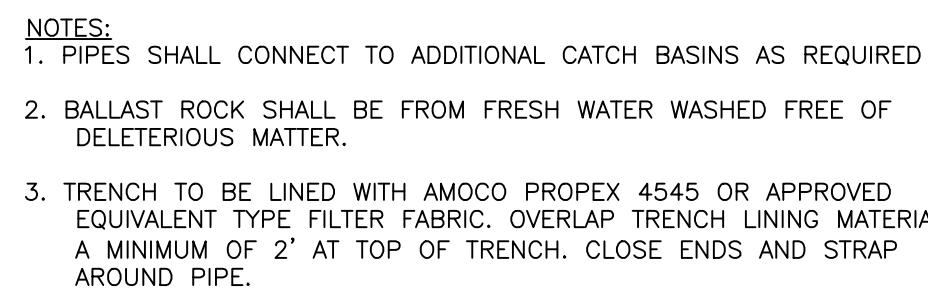 NOTES:
1. PIPES SHALL CONNECT TO ADDITIONAL CATCH BASINS AS REQUIRED
2. BALLAST ROCK SHALL BE FROM FRESH WATER WASHED FREE OF
DELETERIOUS MATTER.
3. TRENCH TO BE LINED WITH AMOCO PROPEX 4545 OR APPROVED
EQUIVALENT TYPE FILTER FABRIC. OVERLAP TRENCH LINING MATERIA
A MINIMUM OF 2' AT TOP OF TRENCH. CLOSE ENDS AND STRAP
AROUND PIPE.